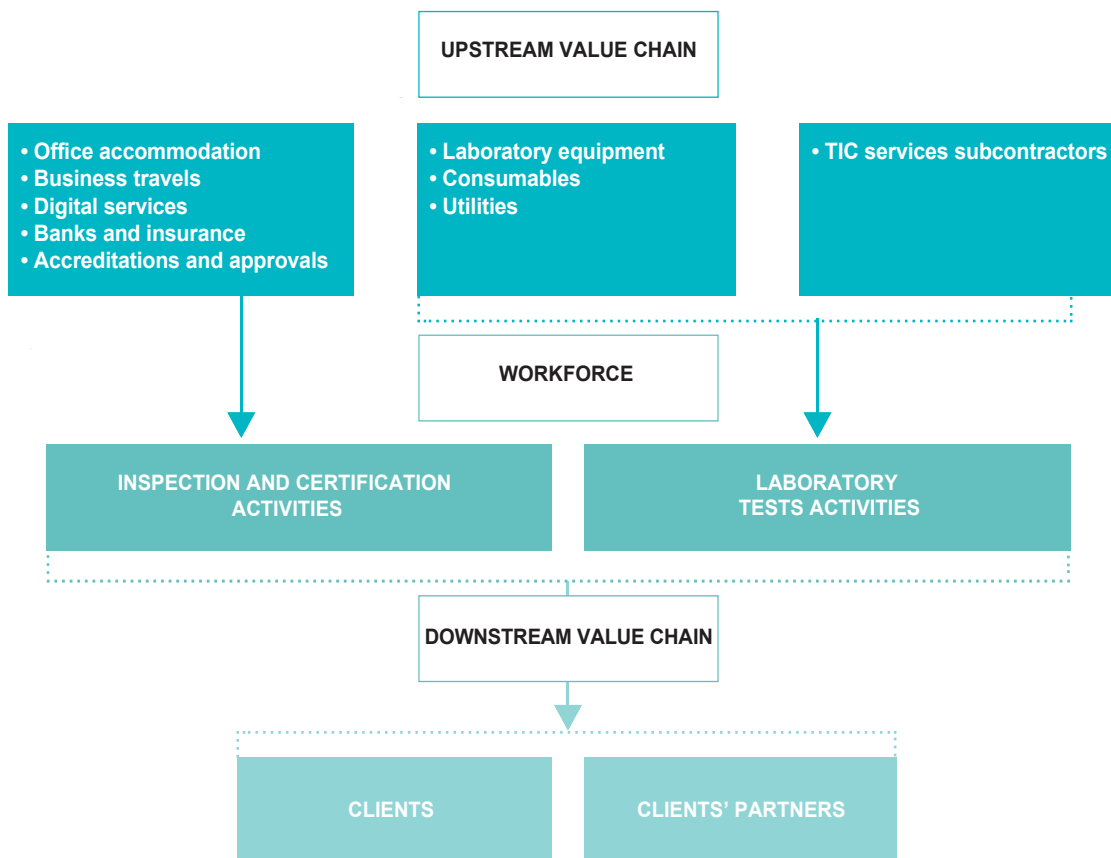 UPSTREAM VALUE CHAIN
• Office accommodation
• Business travels
• Digital services
• Banks and insurance
• Accreditations and approvals
• Laboratory equipment
• Consumables
• Utilities
• TIC services subcontractors
WORKFORCE
INSPECTION AND CERTIFICATION
ACTIVITIES
LABORATORY
TESTS ACTIVITIES
DOWNSTREAM VALUE CHAIN
CLIENTS
CLIENTS’ PARTNERS